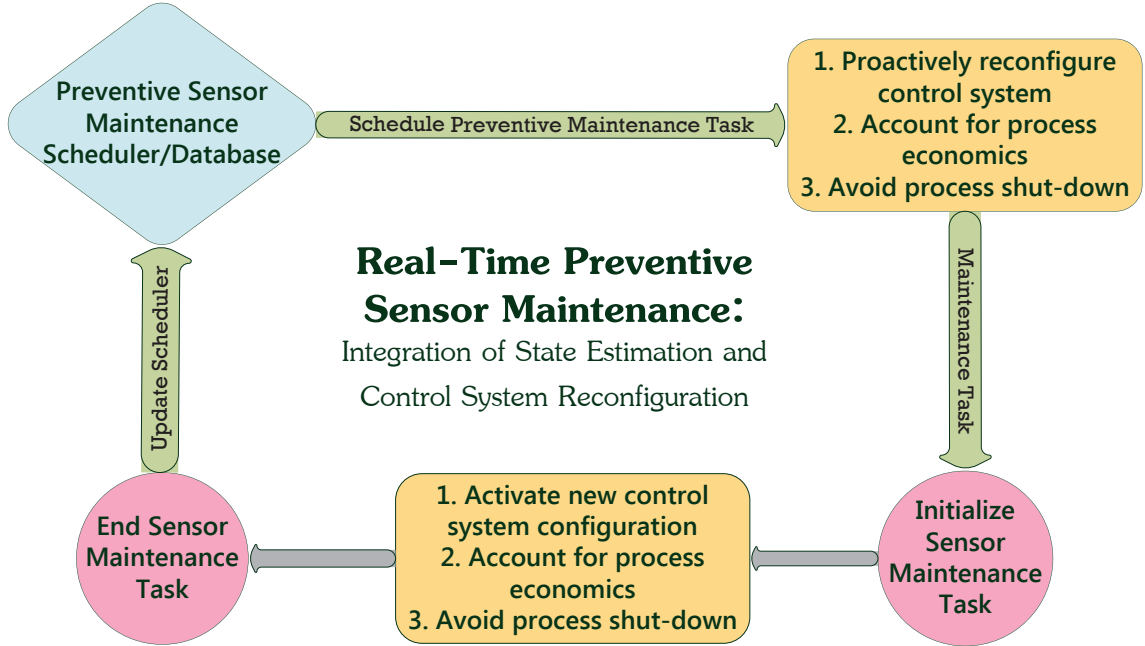 Preventive Sensor
Maintenance
Scheduler/Database
Schedule Preventive Maintenance Task
1. Proactively reconfigure
control system
2. Account for process
economics
3. Avoid process shut-down
Maintenance Task
Real-Time Preventive
Sensor Maintenance:
Integration of State Estimation and
Control System Reconfiguration
Initialize
Sensor
Maintenance
Task
1. Activate new control
system configuration
2. Account for process
economics
3. Avoid process shut-down
End Sensor
Maintenance
Task
Update Scheduler